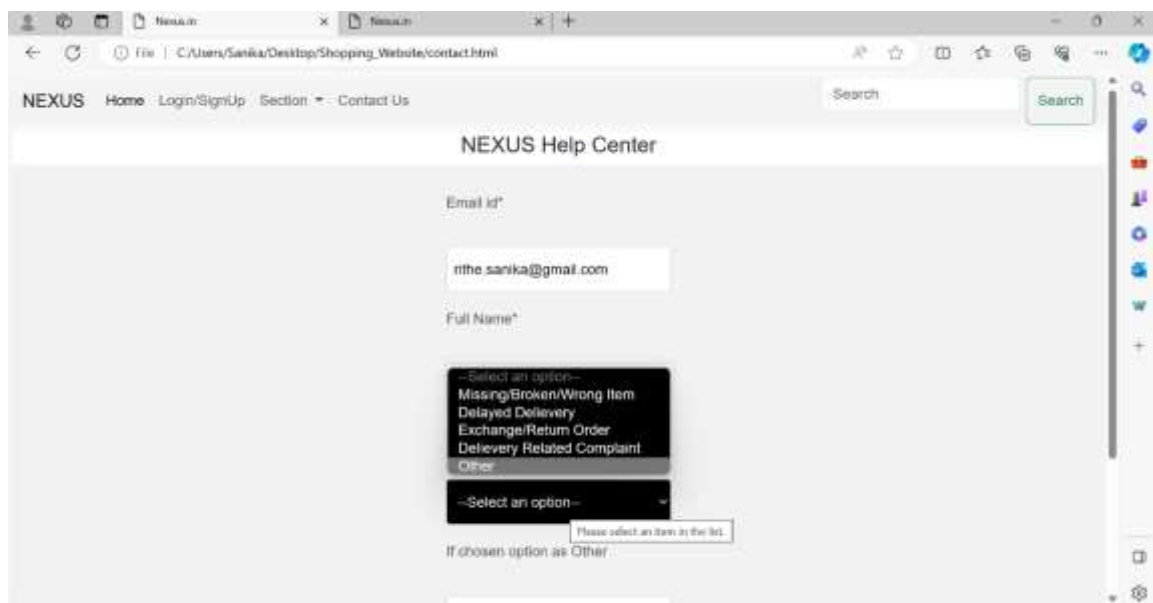 Nexus.in
Nexus.in
File | C:/Users/Sanika/Desktop/Shopping_Website/contact.html
NEXUS Home Login/SignUp Section Contact Us Search Search
NEXUS Help Center
Email id*
rithe.sanika@gmail.com
Full Name*
--Select an option--
Missing/Broken/Wrong Item
Delayed Delievery
Exchange/Return Order
Delievery Related Complaint
Other
--Select an option--
Please select an item in the list.
If chosen option as Other